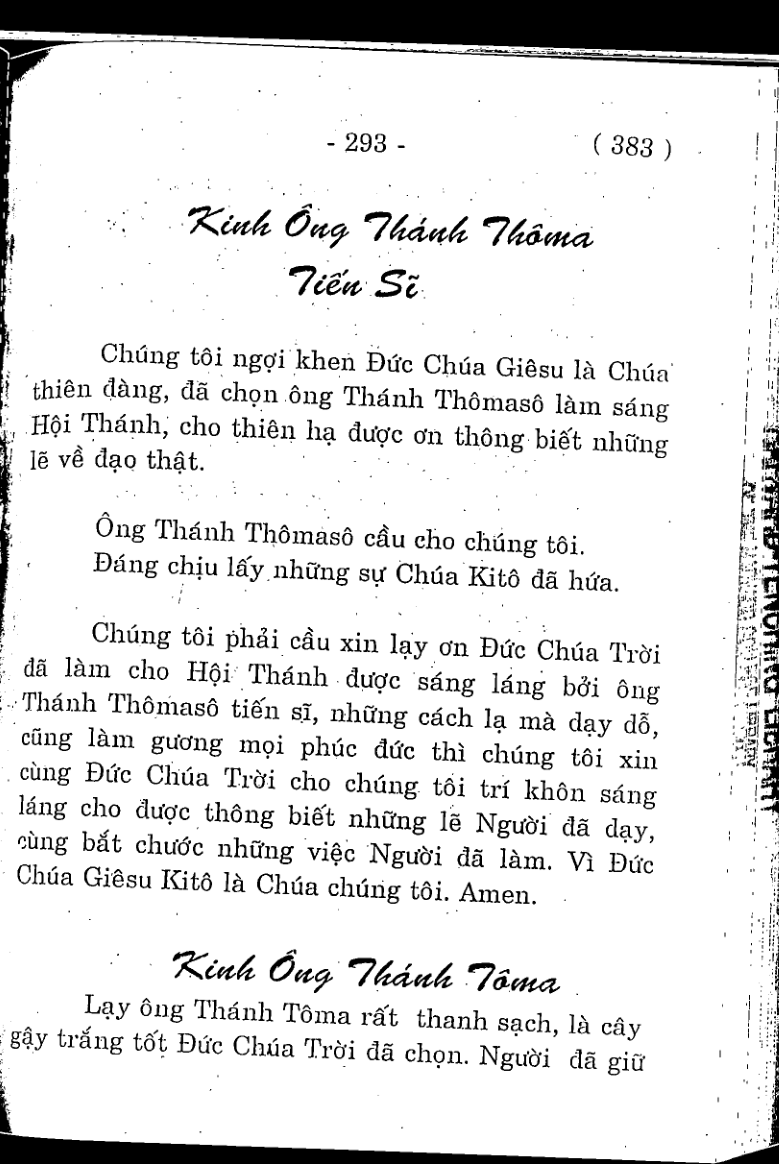 - 293 - ( 383 )
Kinh Ông Thánh Thôma
Tiến Sĩ
Chúng tôi ngợi khen Đức Chúa Giêsu là Chúa
thiên đàng, đã chọn ông Thánh Thômasô làm sáng
Hội Thánh, cho thiên hạ được ơn thông biết những
lẽ về đạo thật.
Ông Thánh Thômasô cầu cho chúng tôi.
Đáng chịu lấy những sự Chúa Kitô đã hứa.
Chúng tôi phải cầu xin lạy ơn Đức Chúa Trời
đã làm cho Hội Thánh được sáng láng bởi ông
Thánh Thômasô tiến sĩ, những cách lạ mà dạy dỗ,
cũng làm gương mọi phúc đức thì chúng tôi xin
cùng Đức Chúa Trời cho chúng tôi trí khôn sáng
láng cho được thông biết những lẽ Người đã dạy,
cùng bắt chước những việc Người đã làm. Vì Đức
Chúa Giêsu Kitô là Chúa chúng tôi. Amen.
Kinh Ông Thánh Tôma
Lạy ông Thánh Tôma rất thanh sạch, là cây
gậy trắng tốt Đức Chúa Trời đã chọn. Người đã giữ